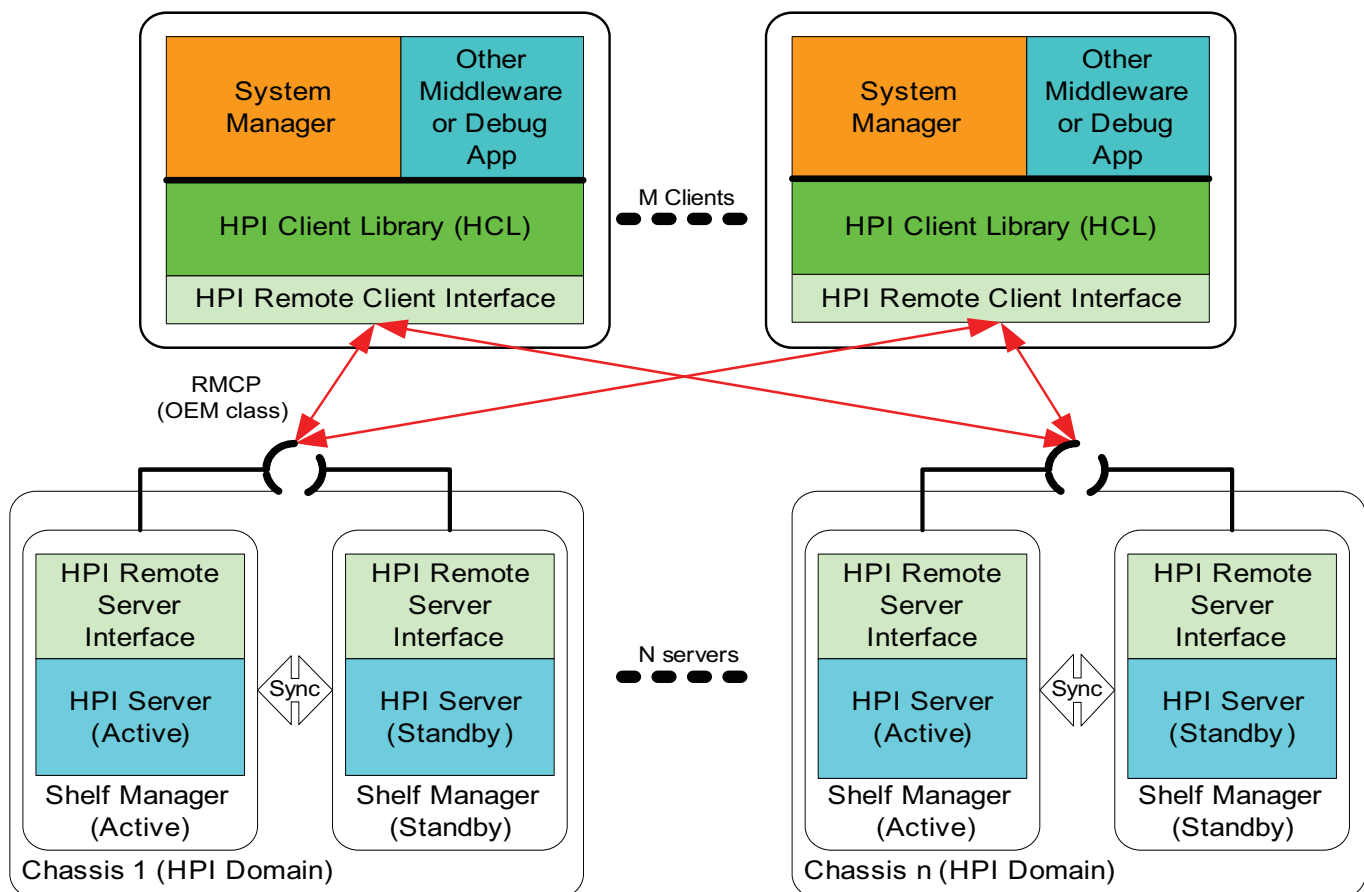 System
Manager
Other
Middleware
or Debug
App
HPI Client Library (HCL)
HPI Remote Client Interface
M Clients
System
Manager
Other
Middleware
or Debug
App
HPI Client Library (HCL)
HPI Remote Client Interface
RMCP
(OEM class)
HPI Remote
Server
Interface
HPI Server
(Active)
Shelf Manager
(Active)
Sync
HPI Remote
Server
Interface
HPI Server
(Standby)
Shelf Manager
(Standby)
Chassis 1 (HPI Domain)
N servers
HPI Remote
Server
Interface
HPI Server
(Active)
Shelf Manager
(Active)
Sync
HPI Remote
Server
Interface
HPI Server
(Standby)
Shelf Manager
(Standby)
Chassis n (HPI Domain)